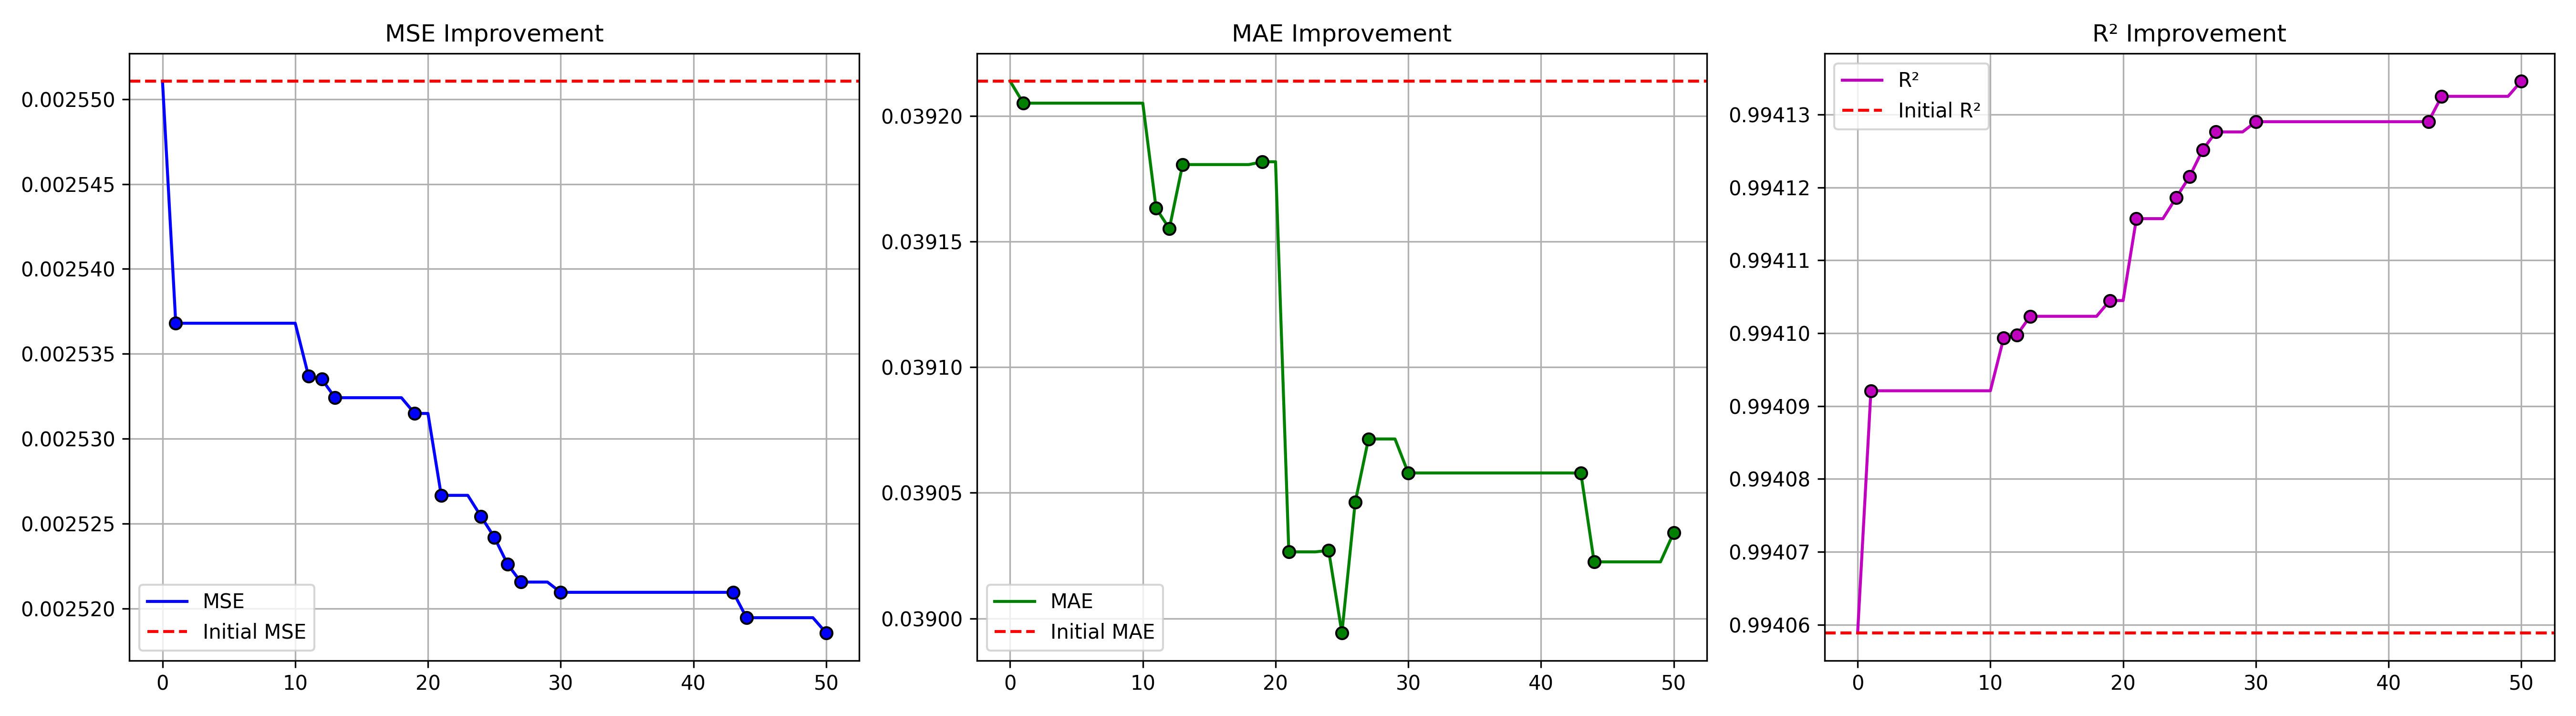 MSE Improvement
0.002550
0.002545
0.002540
0.002535
0.002530
0.002525
0.002520
MSE
Initial MSE
0 10 20 30 40 50
MAE Improvement
0.03920
0.03915
0.03910
0.03905
0.03900
MAE
Initial MAE
0 10 20 30 40 50
R² Improvement
R²
Initial R²
0.99413
0.99412
0.99411
0.99410
0.99409
0.99408
0.99407
0.99406
0 10 20 30 40 50